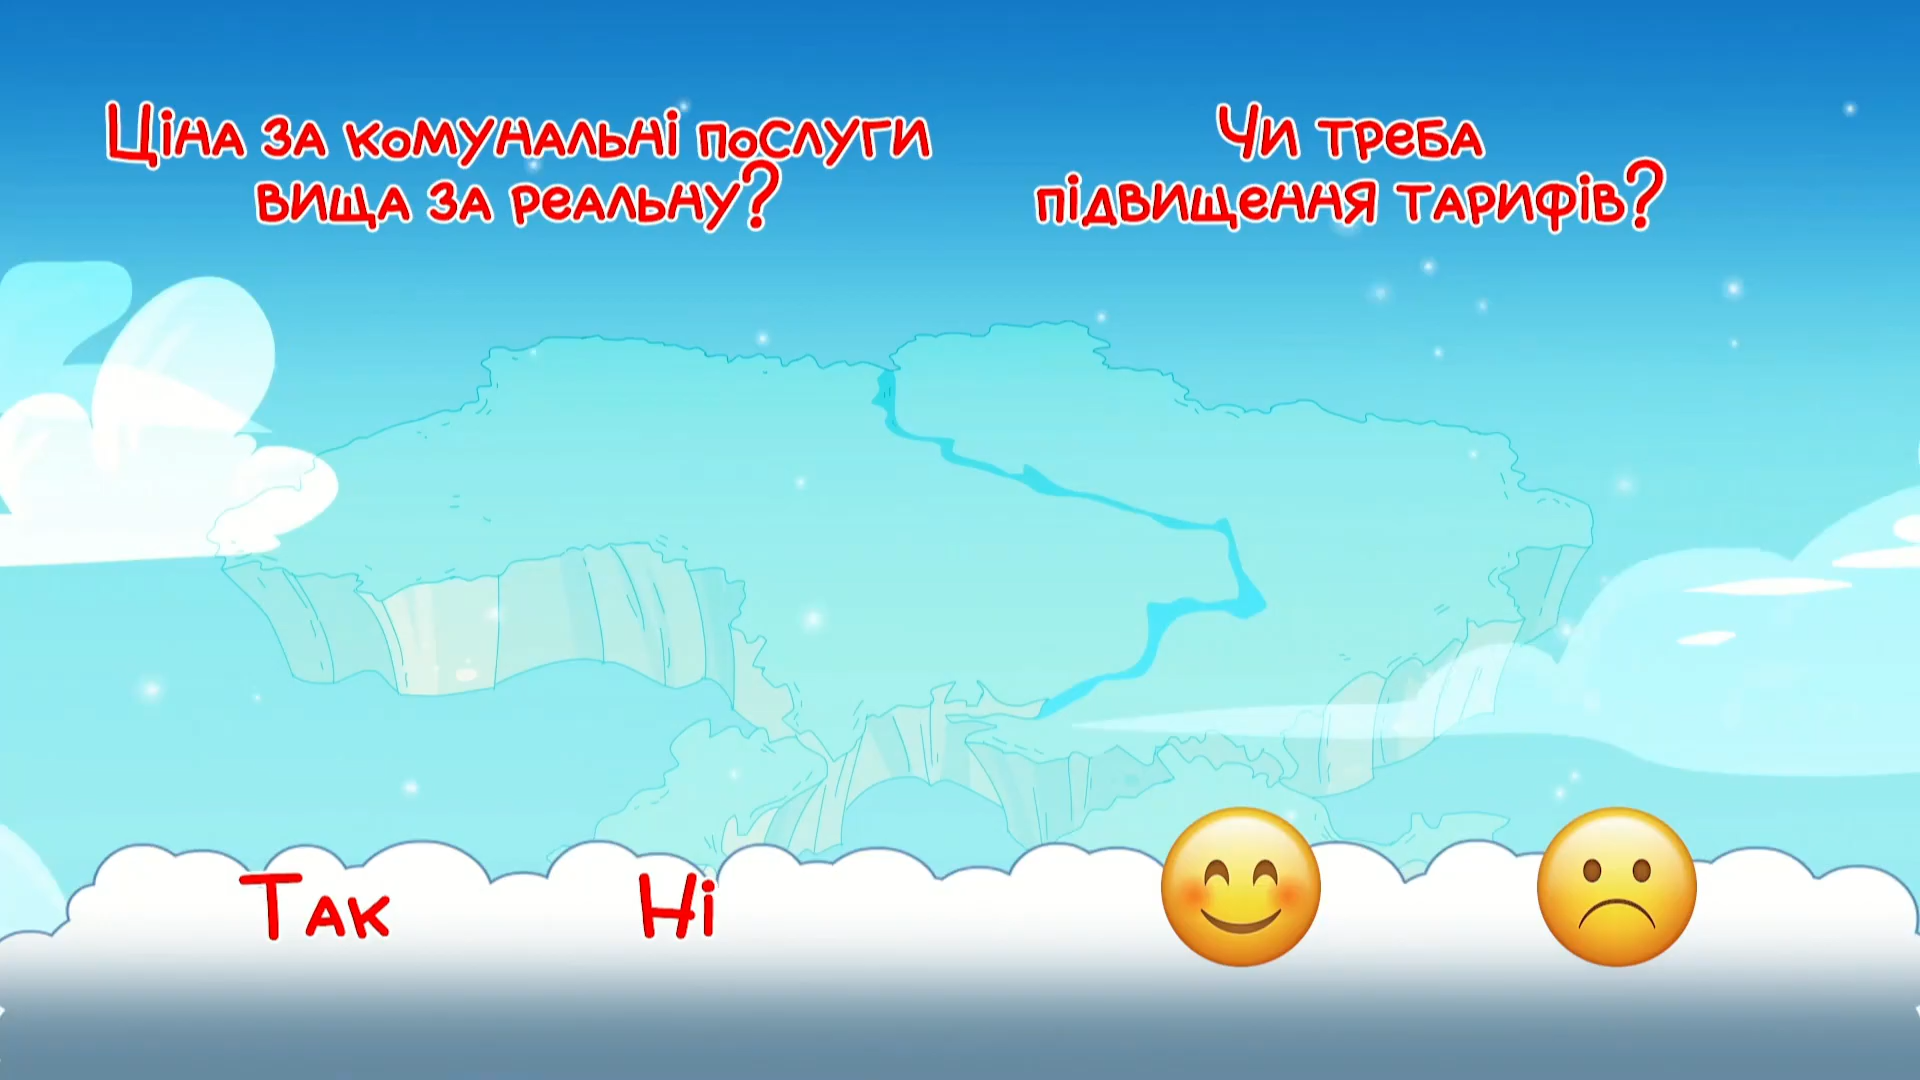 Ціна за комунальні послуги
вища за реальну?
Чи треба
підвищення тарифів?
Так
Ні